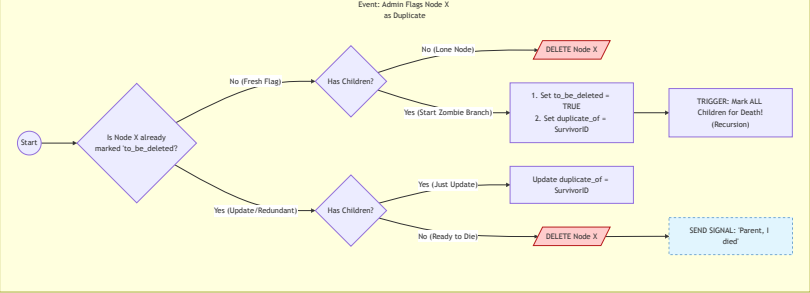 Event: Admin Flags Node X
as Duplicate
Start
Is Node X already
marked 'to_be_deleted?
No (Fresh Flag)
Has Children?
No (Lone Node)
DELETE Node X
Yes (Start Zombie Branch)
1. Set to_be_deleted =
TRUE
2. Set duplicate_of =
SurvivorID
TRIGGER: Mark ALL
Children for Death!
(Recursion)
Yes (Update/Redundant)
Has Children?
Yes (Just Update)
Update duplicate_of =
SurvivorID
No (Ready to Die)
DELETE Node X
SEND SIGNAL: 'Parent, I
died'